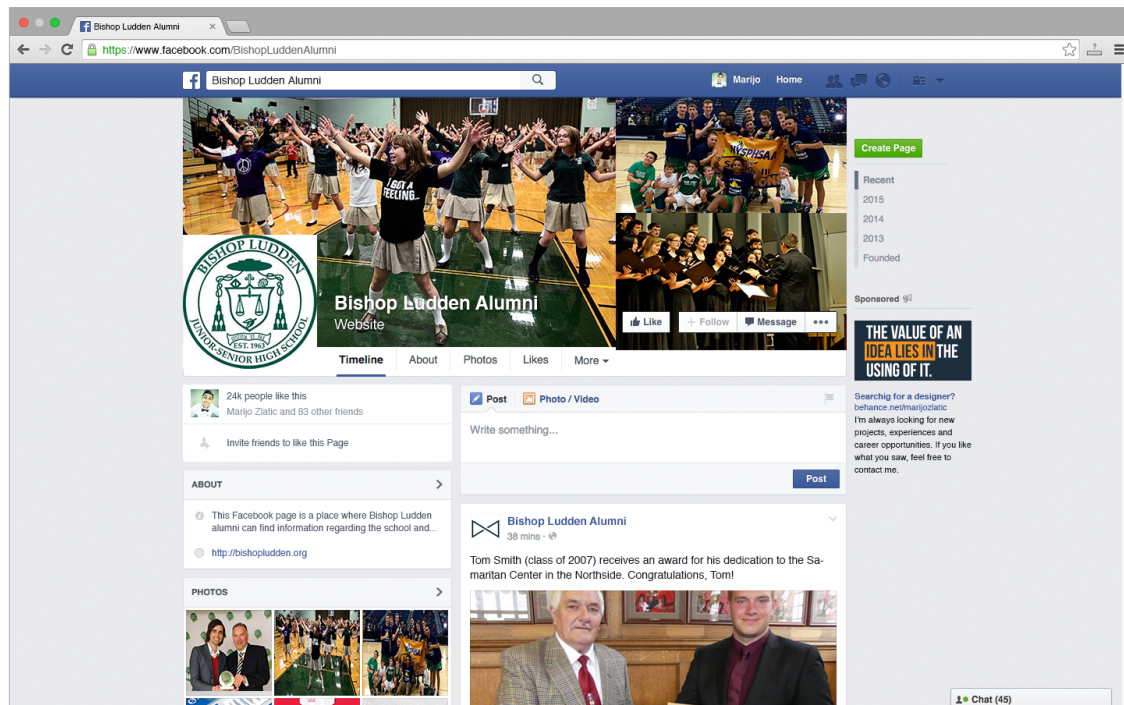 Bishop Ludden Alumni
https://www.facebook.com/BishopLuddenAlumni
Bishop Ludden Alumni
Marijo
Home
I GOT A
FEELING...
NYSPHSAA
BISHOP LUDDEN
EST. 1963
JUNIOR-SENIOR HIGH SCHOOL
Bishop Ludden Alumni
Website
Like
+ Follow
Message
Timeline
About
Photos
Likes
More
Create Page
Recent
2015
2014
2013
Founded
Sponsored
THE VALUE OF AN
IDEA LIES IN THE
USING OF IT.
Searchig for a designer?
behance.net/marijozlatic
I'm always looking for new
projects, experiences and
career opportunities. If you like
what you saw, feel free to
contact me.
24k people like this
Marijo Zlatic and 83 other friends
Invite friends to like this Page
ABOUT
This Facebook page is a place where Bishop Ludden
alumni can find information regarding the school and...
http://bishopludden.org
PHOTOS
Post
Photo / Video
Write something...
Post
Bishop Ludden Alumni
38 mins ·
Tom Smith (class of 2007) receives an award for his dedication to the Sa-
maritan Center in the Northside. Congratulations, Tom!
Chat (45)